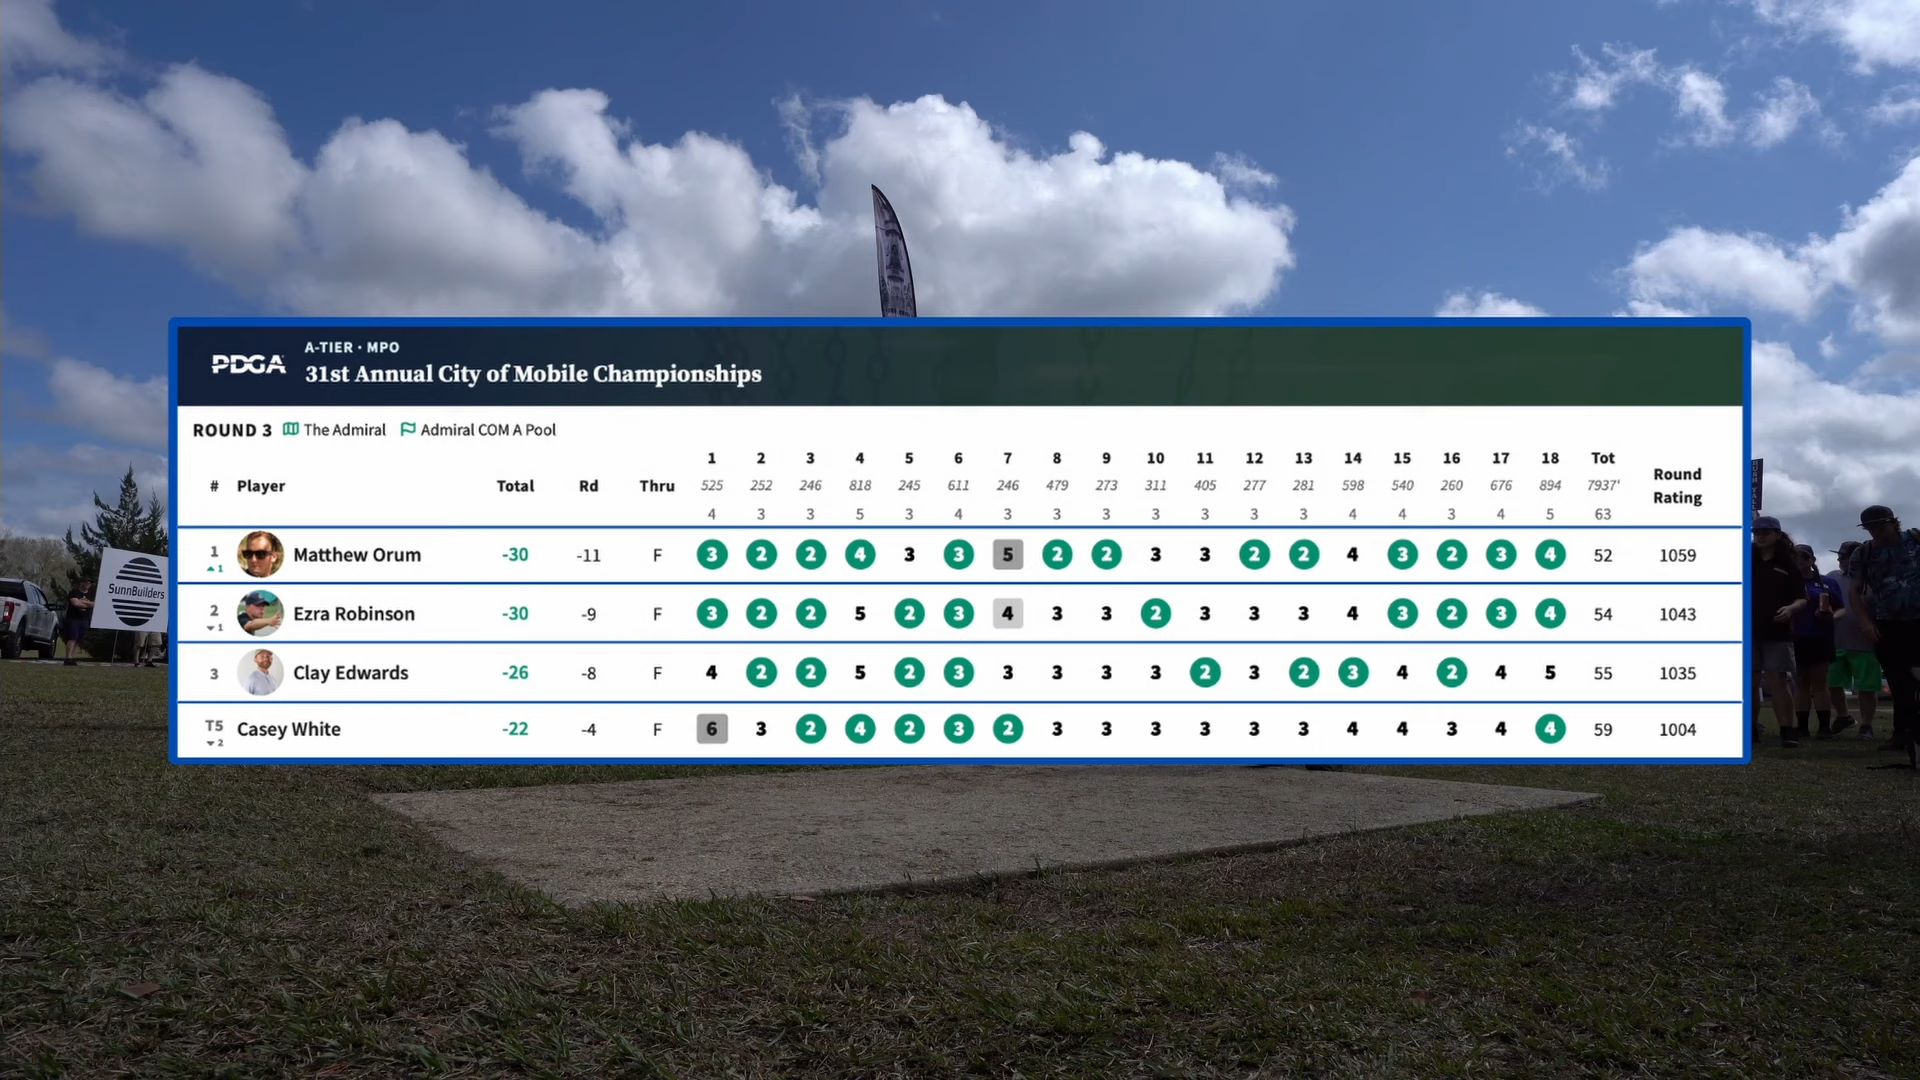 PDGA
A-TIER · MPO
31st Annual City of Mobile Championships
ROUND 3 The Admiral Admiral COM A Pool
1 2 3 4 5 6 7 8 9 10 11 12 13 14 15 16 17 18 Tot Round Rating
# Player Total Rd Thru 525 252 246 818 245 611 246 479 273 311 405 277 281 598 540 260 676 894 7937'
4 3 3 5 3 4 3 3 3 3 3 3 3 4 4 3 4 5 63
1 1 Matthew Orum -30 -11 F 3 2 2 4 3 3 5 2 2 3 3 2 2 4 3 2 3 4 52 1059
2 1 Ezra Robinson -30 -9 F 3 2 2 5 2 3 4 3 3 2 3 3 3 4 3 2 3 4 54 1043
3 Clay Edwards -26 -8 F 4 2 2 5 2 3 3 3 3 3 2 3 2 3 4 2 4 5 55 1035
T5 2 Casey White -22 -4 F 6 3 2 4 2 3 2 3 3 3 3 3 3 4 4 3 4 4 59 1004
SunnBuilders